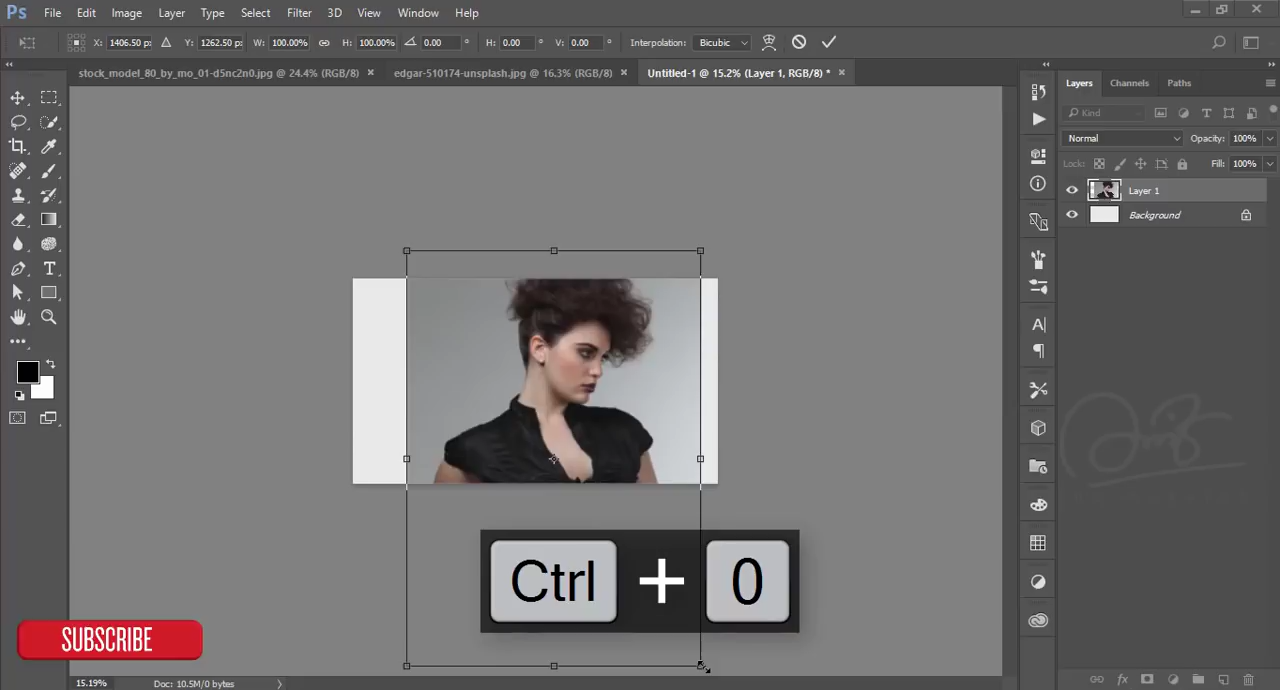 Ps File Edit Image Layer Type Select Filter 3D View Window Help
X: 1406.50 px Y: 1262.50 px W: 100.00% H: 100.00% 0.00 ° H: 0.00 ° V: 0.00 ° Interpolation: Bicubic
stock_model_80_by_mo_01-d5nc2n0.jpg @ 24.4% (RGB/8) × edgar-510174-unsplash.jpg @ 16.3% (RGB/8) × Untitled-1 @ 15.2% (Layer 1, RGB/8) * ×
Layers Channels Paths
Kind
Normal Opacity: 100%
Lock: Fill: 100%
Layer 1
Background
Ctrl + 0
SUBSCRIBE
15.19% Doc: 10.5M/0 bytes